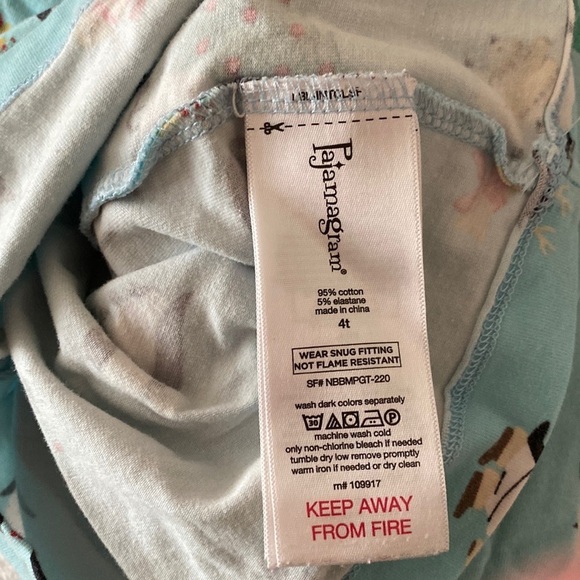 Pajamagram®
95% cotton
5% elastane
made in china
4t
WEAR SNUG FITTING
NOT FLAME RESISTANT
SF# NBBMPGT-220
wash dark colors separately
30 P
machine wash cold
only non-chlorine bleach if needed
tumble dry low remove promptly
warm iron if needed or dry clean
rn# 109917
KEEP AWAY
FROM FIRE